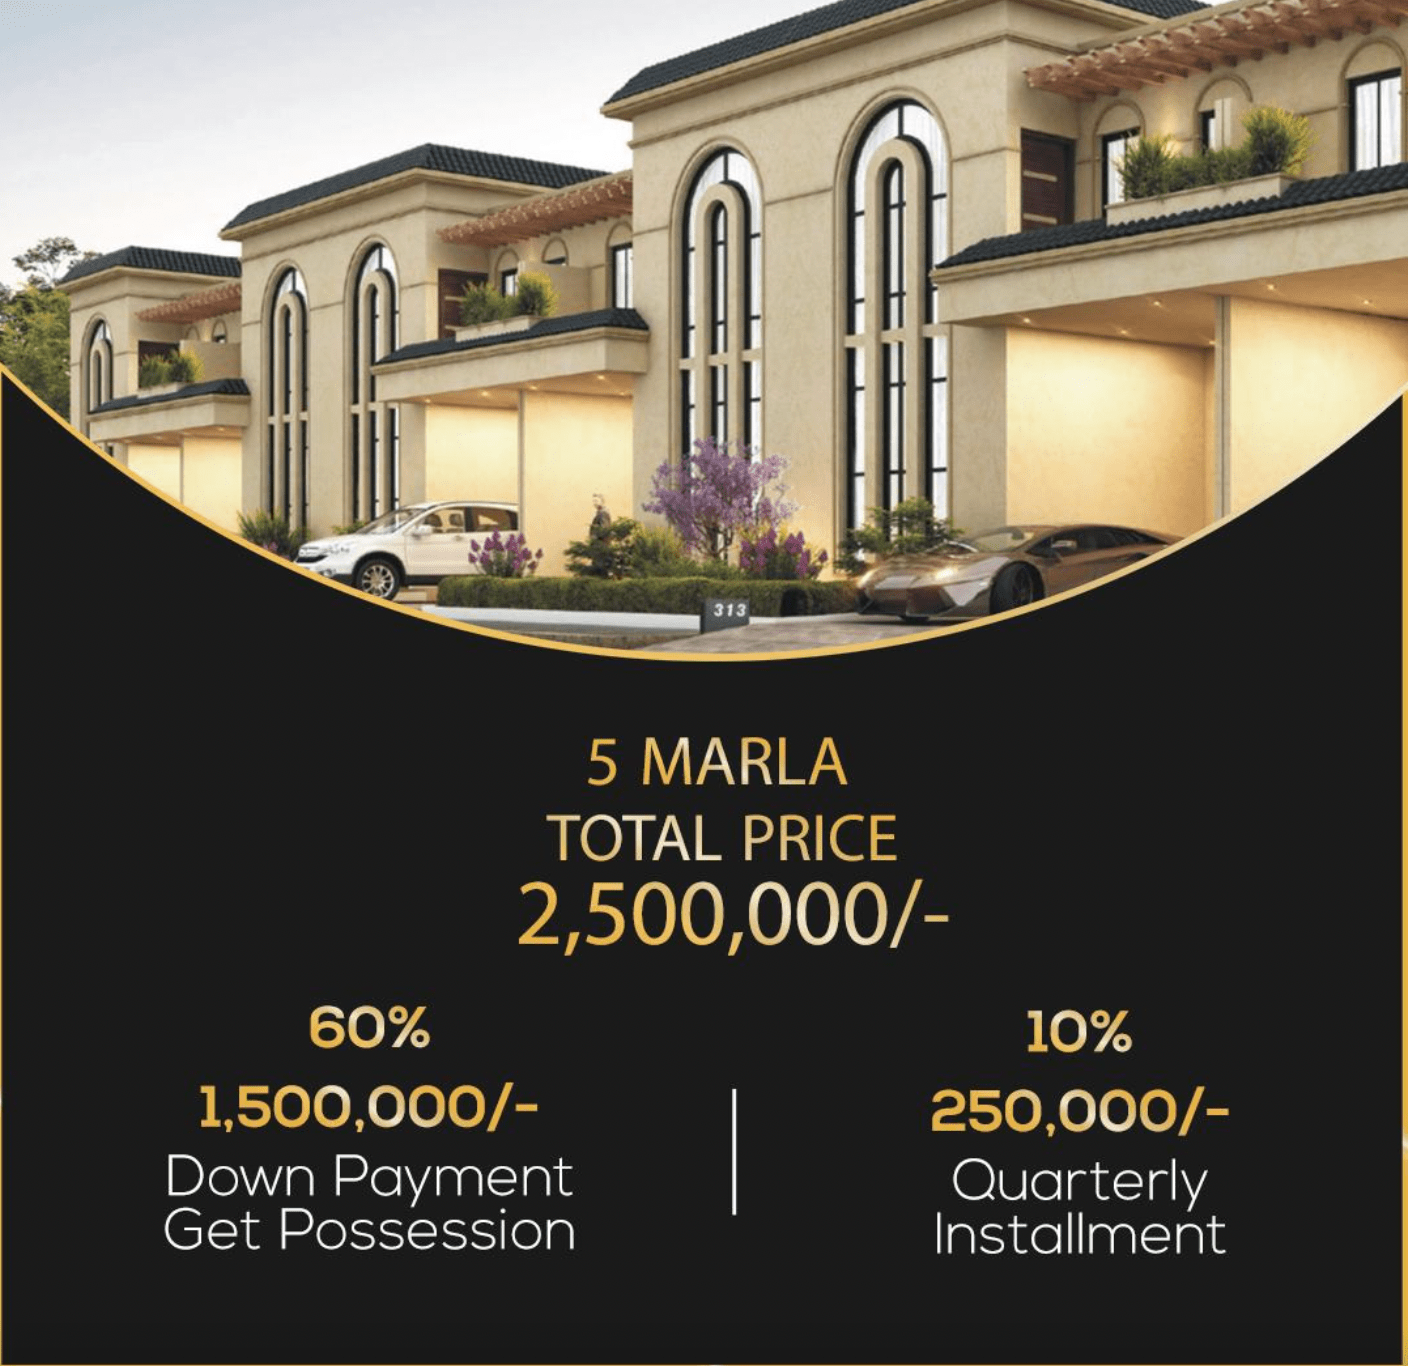 313
5 MARLA
TOTAL PRICE
2,500,000/-
60%
1,500,000/-
Down Payment
Get Possession
10%
250,000/-
Quarterly
Installment